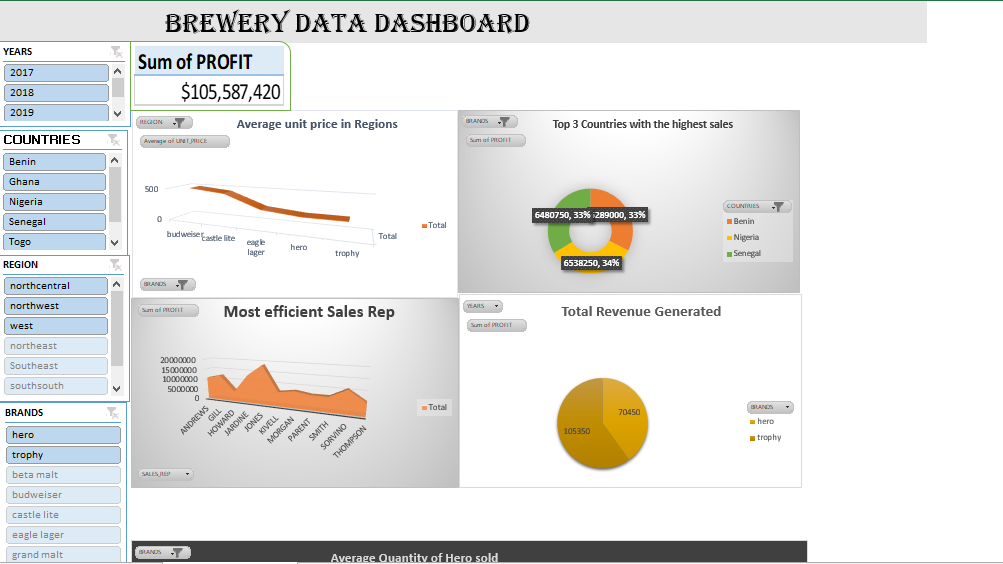 BREWERY DATA DASHBOARD
YEARS
2017
2018
2019
COUNTRIES
Benin
Ghana
Nigeria
Senegal
Togo
REGION
northcentral
northwest
west
northeast
Southeast
southsouth
BRANDS
hero
trophy
beta malt
budweiser
castle lite
eagle lager
grand malt
Sum of PROFIT
$105,587,420
REGION
Average unit price in Regions
Average of UNIT_PRICE
500
0
budweiser
castle lite
eagle
lager
hero
trophy
Total
Total
BRANDS
BRANDS
Top 3 Countries with the highest sales
Sum of PROFIT
6480750, 33%
289000, 33%
6538250, 34%
COUNTRIES
Benin
Nigeria
Senegal
Sum of PROFIT
Most efficient Sales Rep
20000000
15000000
10000000
5000000
0
ANDREWS
GILL
HOWARD
JARDINE
JONES
KIVELL
MORGAN
PARENT
SMITH
SORVINO
THOMPSON
Total
SALES_REP
YEARS
Total Revenue Generated
Sum of PROFIT
70450
105350
BRANDS
hero
trophy
BRANDS
Average Quantity of Hero sold